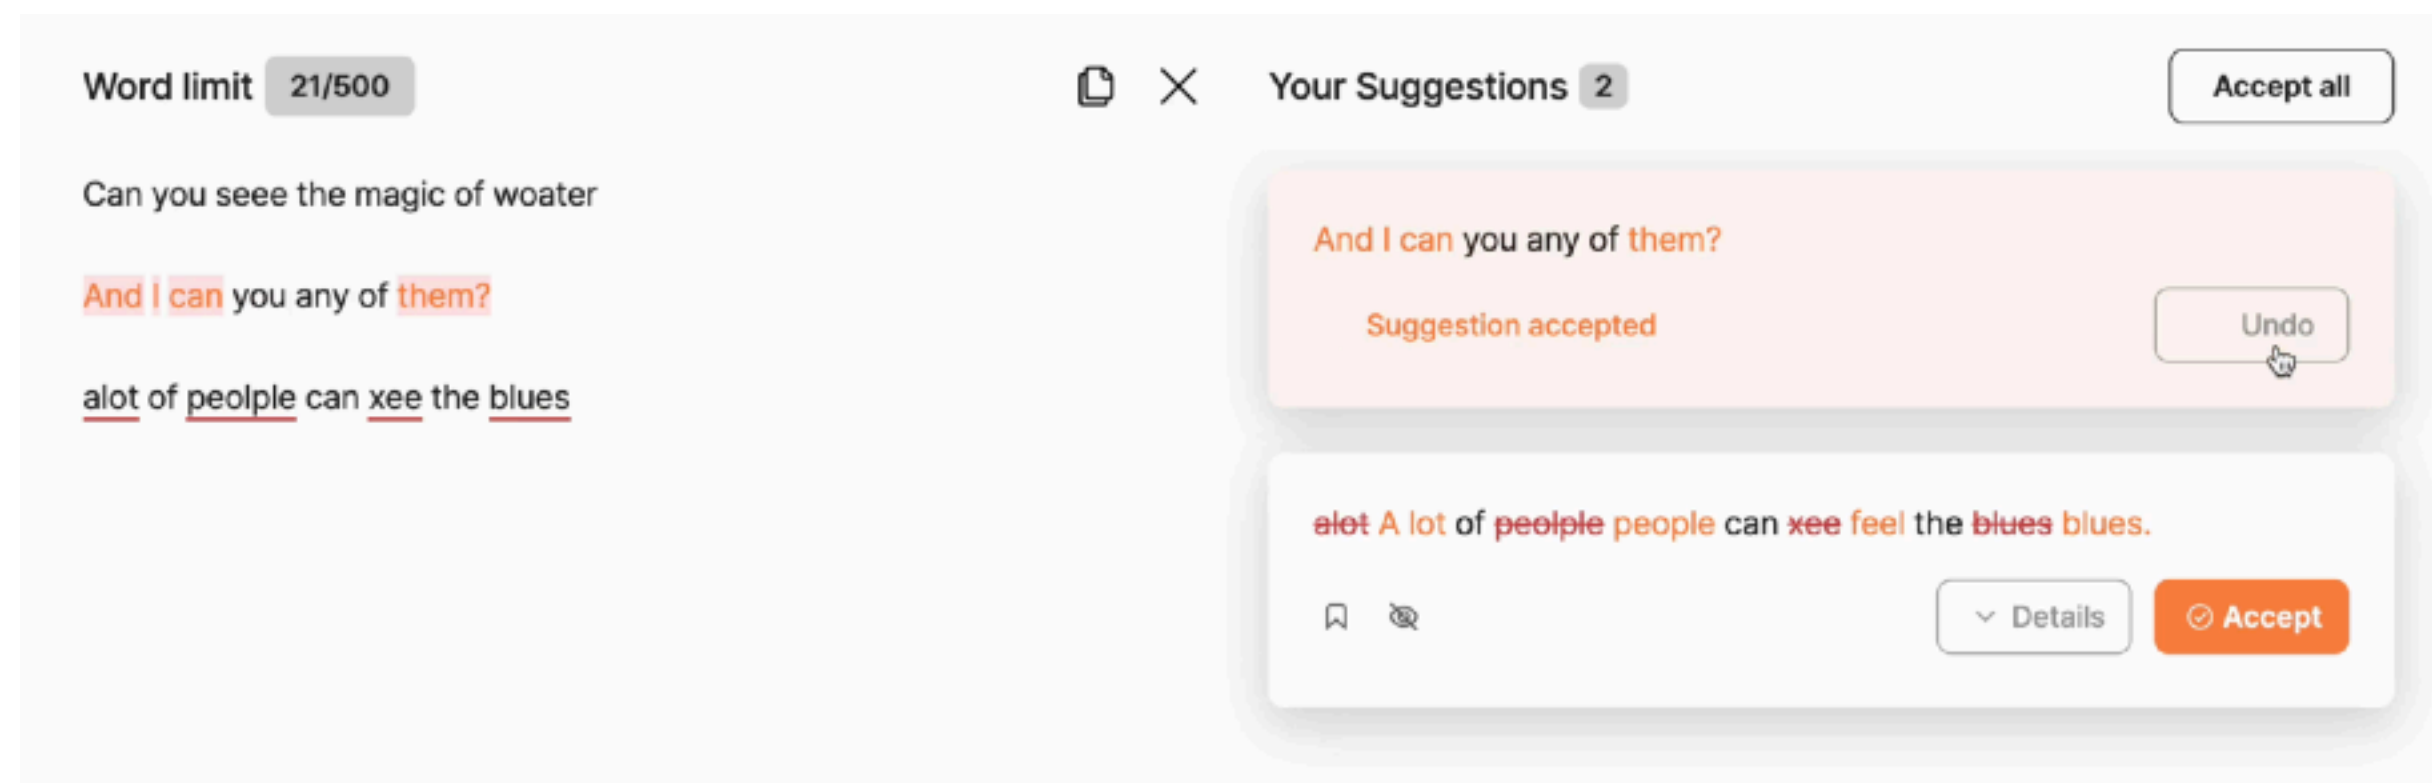 Word limit 21/500
Can you seee the magic of woater
And I can you any of them?
alot of peolple can xee the blues
Your Suggestions 2
Accept all
And I can you any of them?
Suggestion accepted
Undo
alot A lot of peolple people can xee feel the blues blues.
Details
Accept